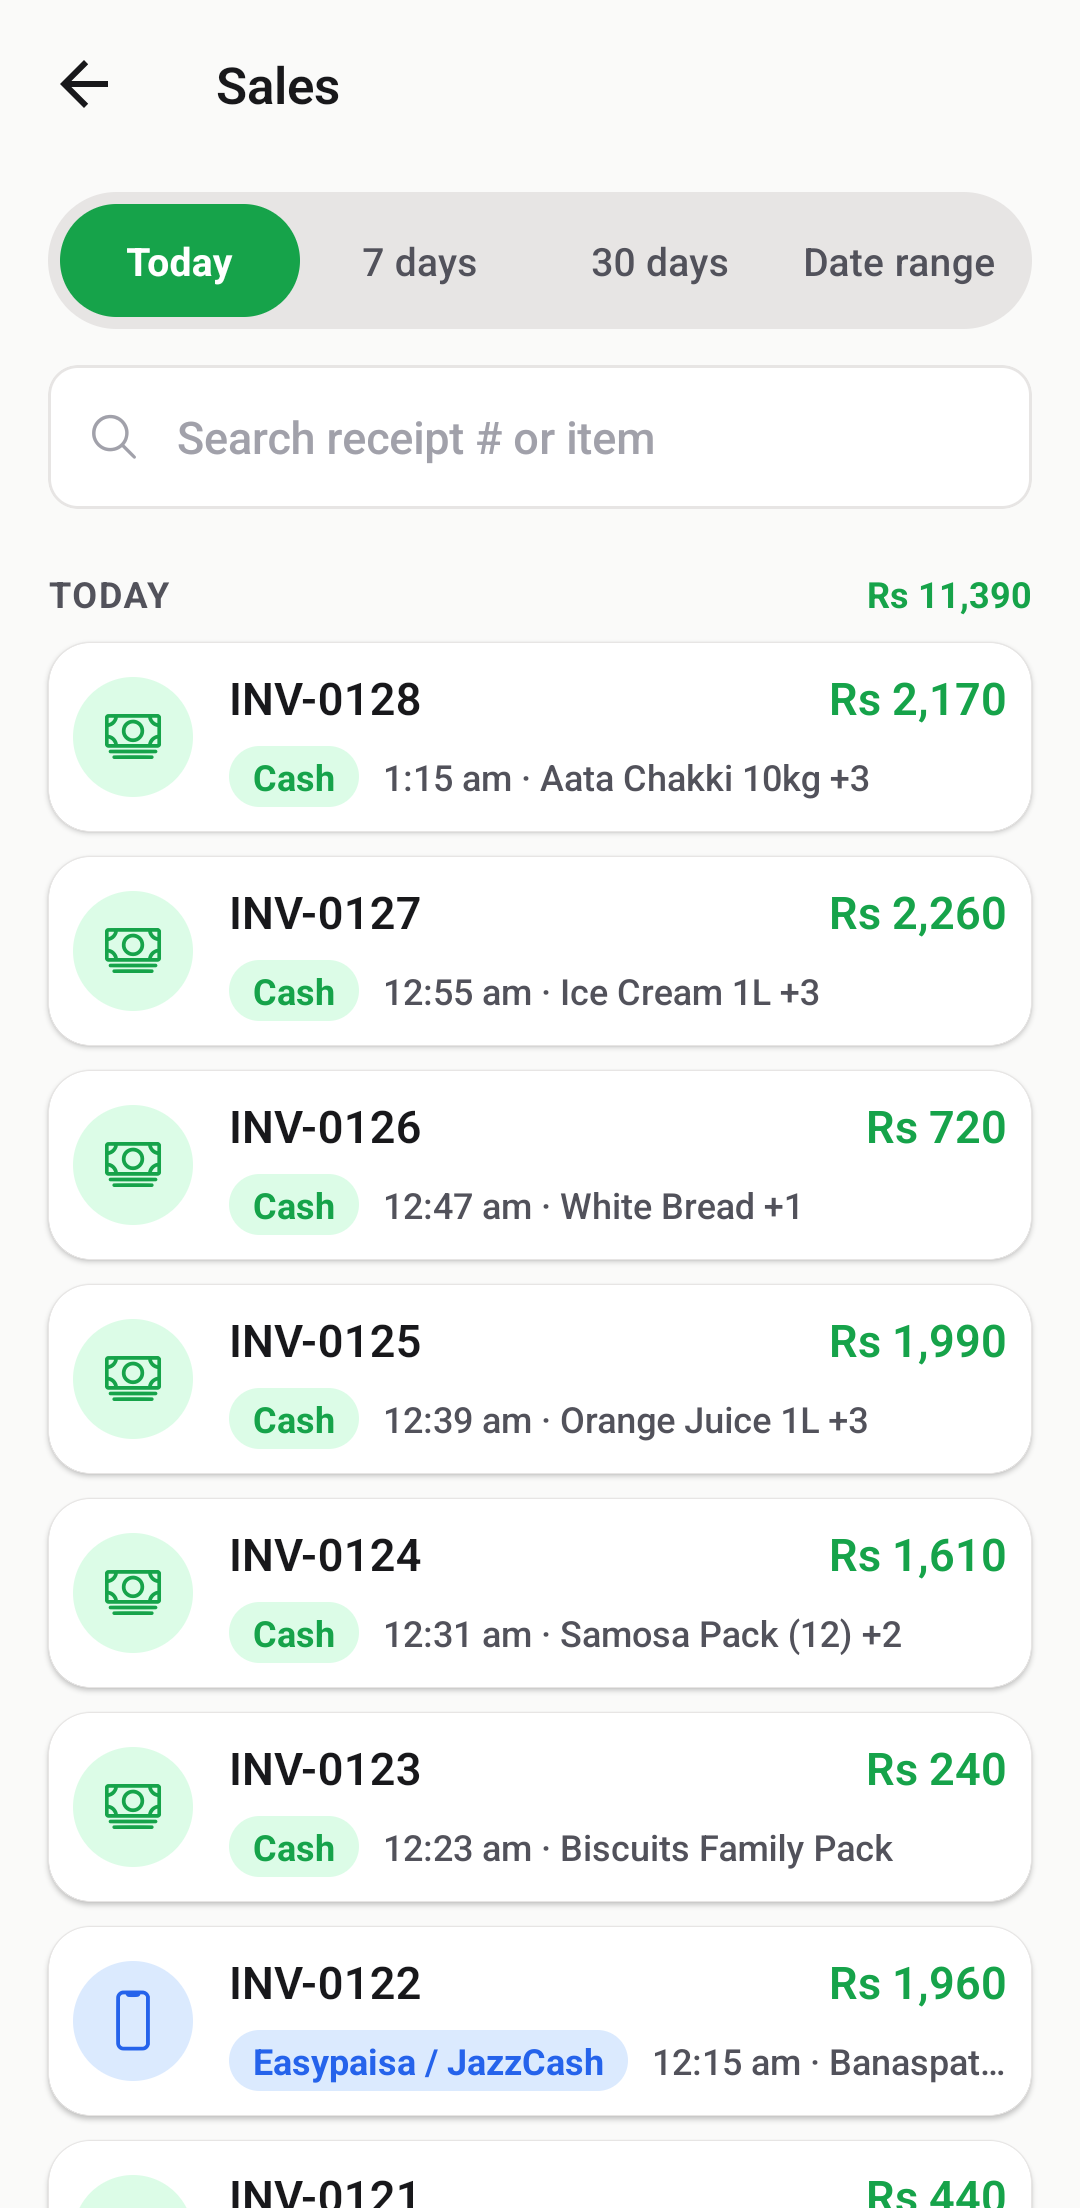 Sales
Today 7 days 30 days Date range
Search receipt # or item
TODAY Rs 11,390
INV-0128 Rs 2,170
Cash 1:15 am · Aata Chakki 10kg +3
INV-0127 Rs 2,260
Cash 12:55 am · Ice Cream 1L +3
INV-0126 Rs 720
Cash 12:47 am · White Bread +1
INV-0125 Rs 1,990
Cash 12:39 am · Orange Juice 1L +3
INV-0124 Rs 1,610
Cash 12:31 am · Samosa Pack (12) +2
INV-0123 Rs 240
Cash 12:23 am · Biscuits Family Pack
INV-0122 Rs 1,960
Easypaisa / JazzCash 12:15 am · Banaspat...
INV-0121 Rs 440